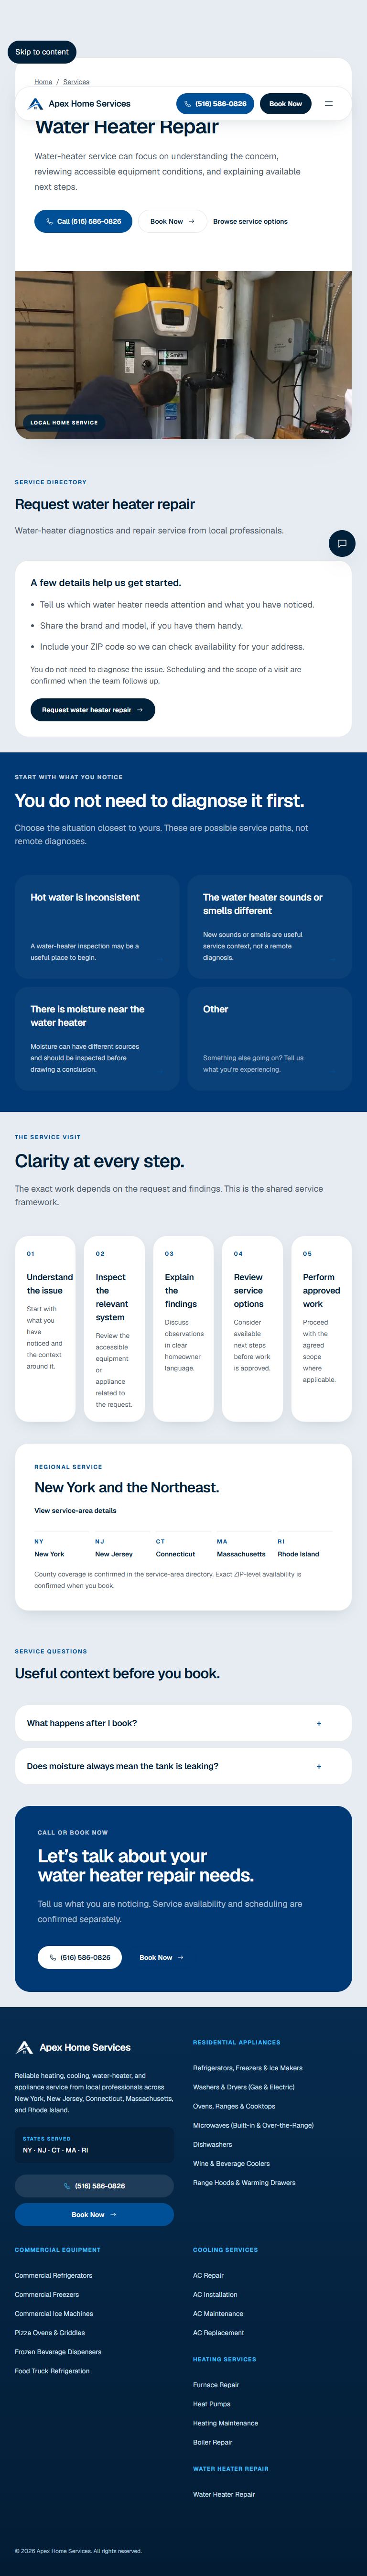 Skip to content
Home / Services
Apex Home Services
(516) 586-0826
Book Now
Water Heater Repair
Water-heater service can focus on understanding the concern,
reviewing accessible equipment conditions, and explaining available
next steps.
Call (516) 586-0826
Book Now →
Browse service options
LOCAL HOME SERVICE
SERVICE DIRECTORY
Request water heater repair
Water-heater diagnostics and repair service from local professionals.
A few details help us get started.
• Tell us which water heater needs attention and what you have noticed.
• Share the brand and model, if you have them handy.
• Include your ZIP code so we can check availability for your address.
You do not need to diagnose the issue. Scheduling and the scope of a visit are
confirmed when the team follows up.
Request water heater repair →
START WITH WHAT YOU NOTICE
You do not need to diagnose it first.
Choose the situation closest to yours. These are possible service paths, not
remote diagnoses.
Hot water is inconsistent
A water-heater inspection may be a
useful place to begin.
The water heater sounds or
smells different
New sounds or smells are useful
service context, not a remote
diagnosis.
There is moisture near the
water heater
Moisture can have different sources
and should be inspected before
drawing a conclusion.
Other
Something else going on? Tell us
what you're experiencing.
THE SERVICE VISIT
Clarity at every step.
The exact work depends on the request and findings. This is the shared service
framework.
01
Understand
the issue
Start with
what you
have
noticed and
the context
around it.
02
Inspect
the
relevant
system
Review the
accessible
equipment
or
appliance
related to
the request.
03
Explain
the
findings
Discuss
observations
in clear
homeowner
language.
04
Review
service
options
Consider
available
next steps
before work
is approved.
05
Perform
approved
work
Proceed
with the
agreed
scope
where
applicable.
REGIONAL SERVICE
New York and the Northeast.
View service-area details
NY
New York
NJ
New Jersey
CT
Connecticut
MA
Massachusetts
RI
Rhode Island
County coverage is confirmed in the service-area directory. Exact ZIP-level availability is
confirmed when you book.
SERVICE QUESTIONS
Useful context before you book.
What happens after I book? +
Does moisture always mean the tank is leaking? +
CALL OR BOOK NOW
Let’s talk about your
water heater repair needs.
Tell us what you are noticing. Service availability and scheduling are
confirmed separately.
(516) 586-0826
Book Now →
Apex Home Services
Reliable heating, cooling, water-heater, and
appliance service from local professionals across
New York, New Jersey, Connecticut, Massachusetts,
and Rhode Island.
STATES SERVED
NY · NJ · CT · MA · RI
(516) 586-0826
Book Now →
RESIDENTIAL APPLIANCES
Refrigerators, Freezers & Ice Makers
Washers & Dryers (Gas & Electric)
Ovens, Ranges & Cooktops
Microwaves (Built-in & Over-the-Range)
Dishwashers
Wine & Beverage Coolers
Range Hoods & Warming Drawers
COMMERCIAL EQUIPMENT
Commercial Refrigerators
Commercial Freezers
Commercial Ice Machines
Pizza Ovens & Griddles
Frozen Beverage Dispensers
Food Truck Refrigeration
COOLING SERVICES
AC Repair
AC Installation
AC Maintenance
AC Replacement
HEATING SERVICES
Furnace Repair
Heat Pumps
Heating Maintenance
Boiler Repair
WATER HEATER REPAIR
Water Heater Repair
© 2026 Apex Home Services. All rights reserved.